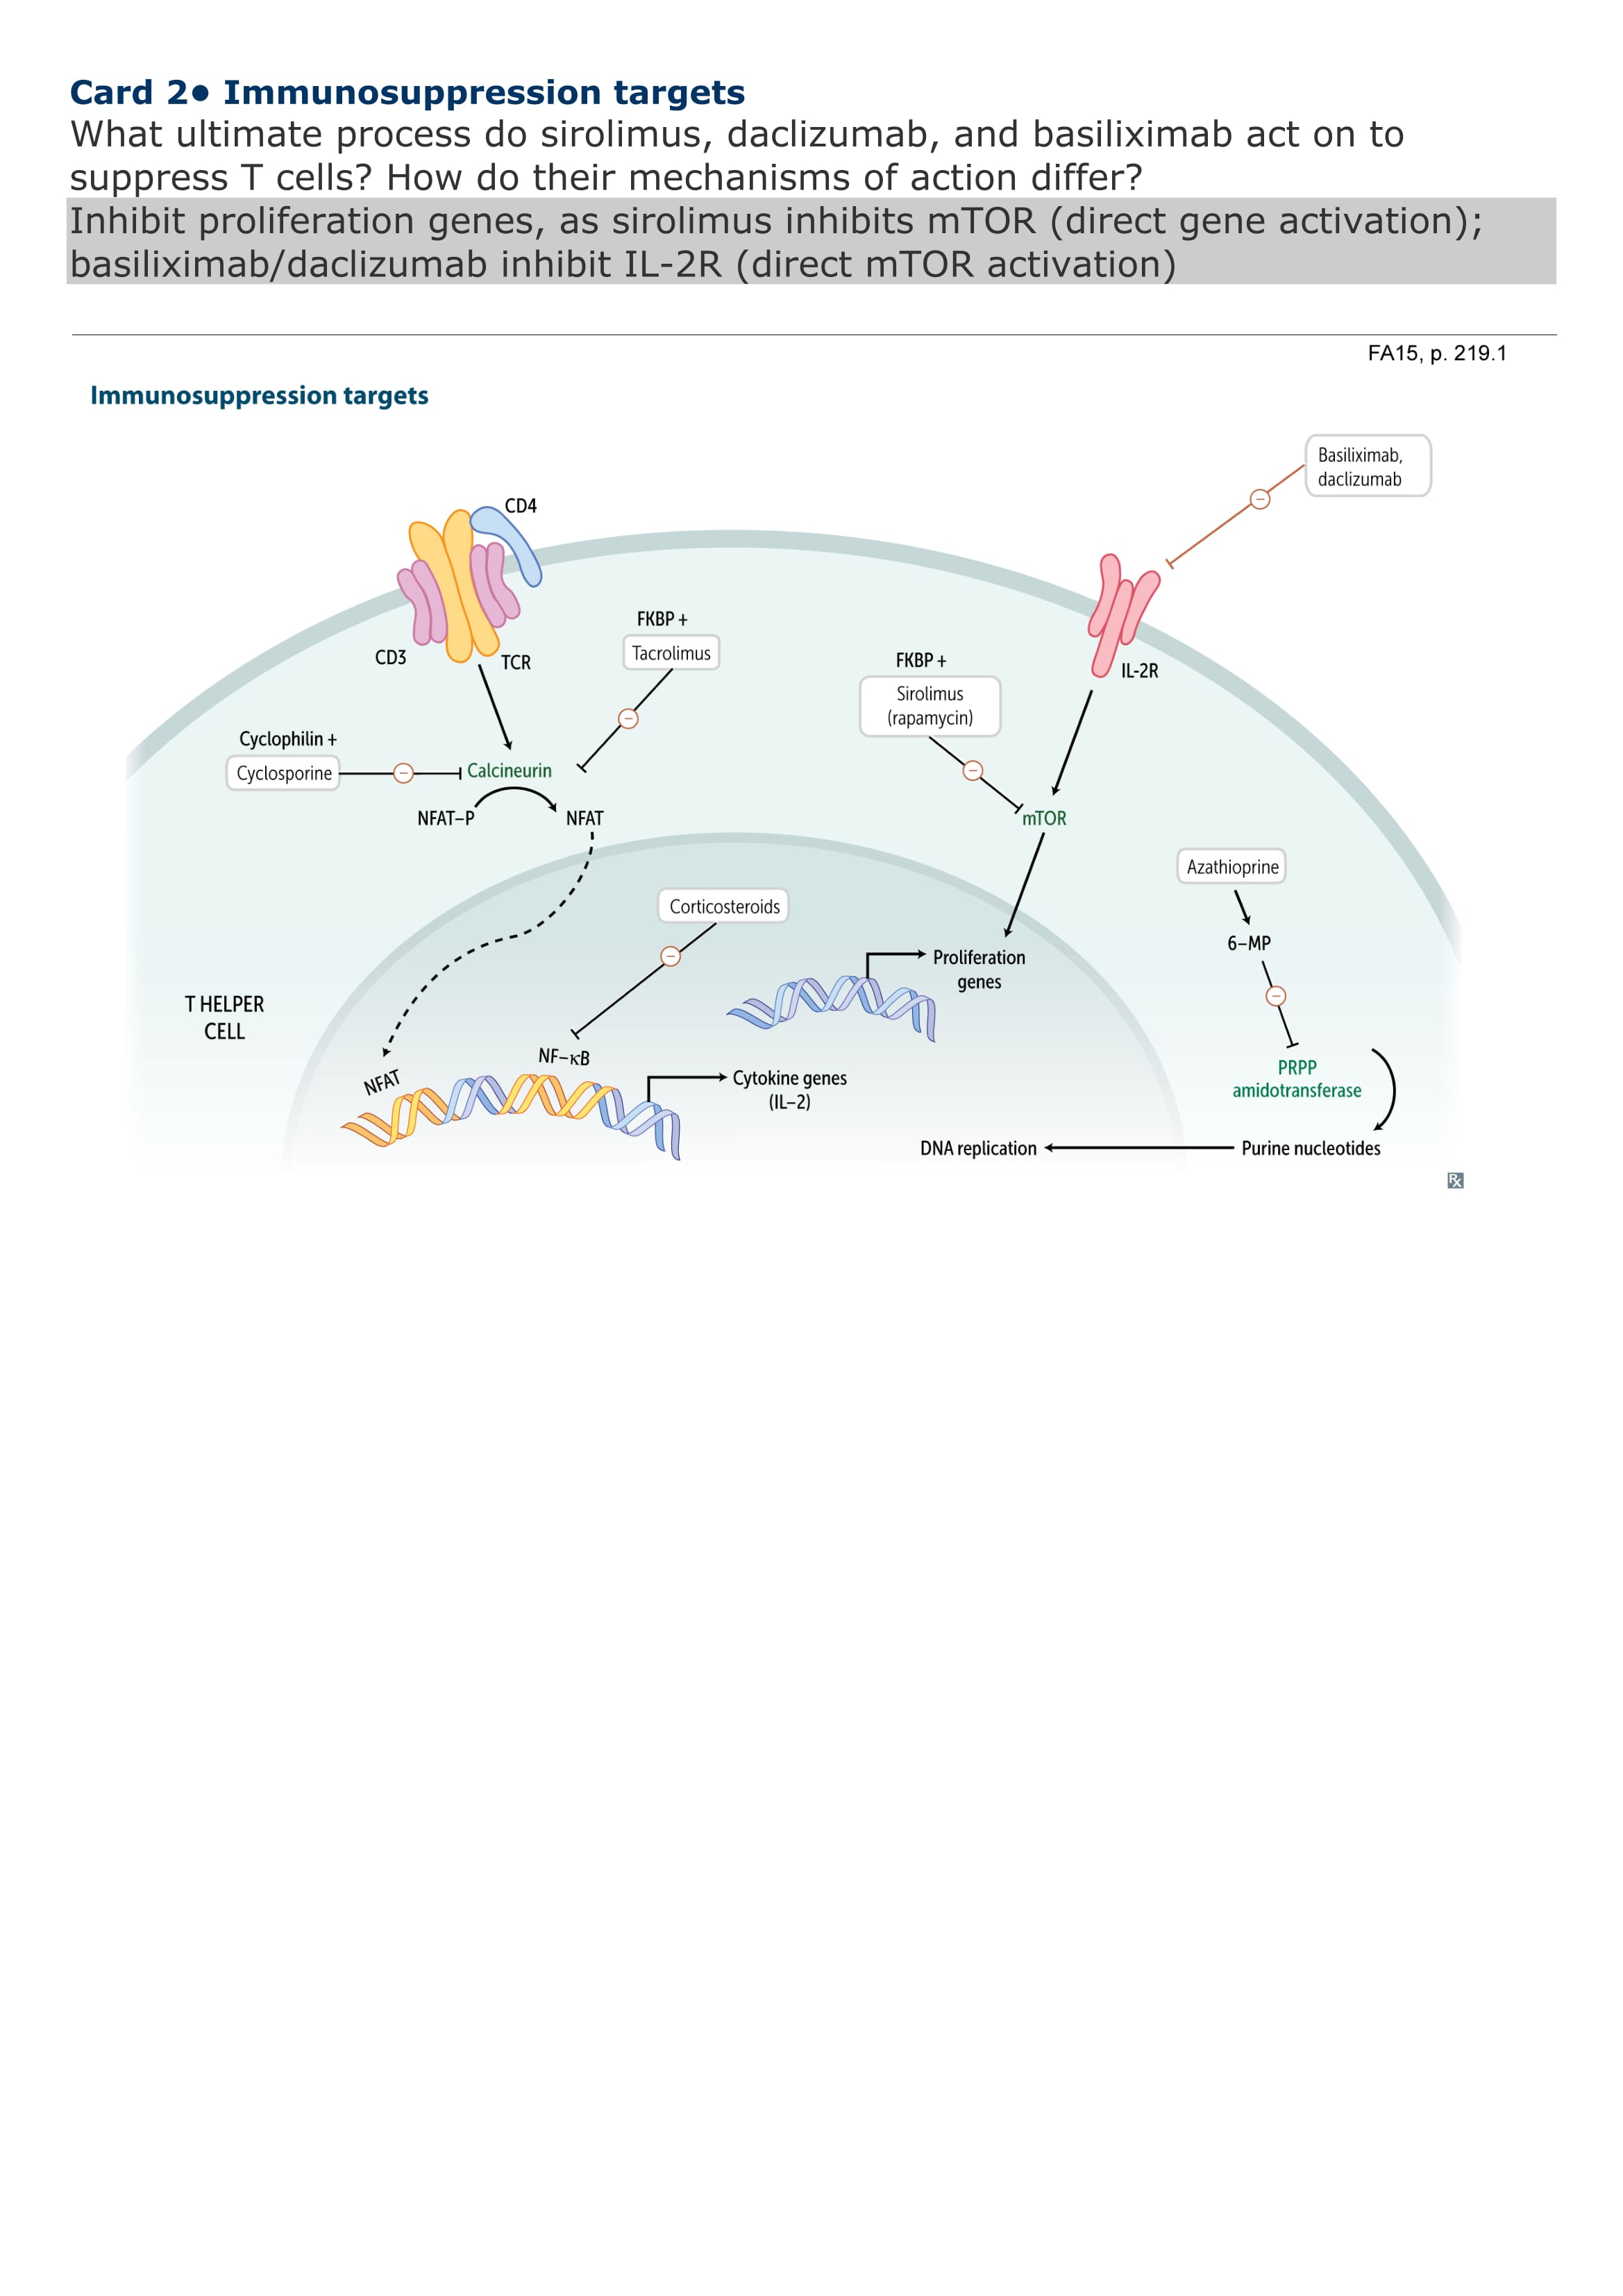 Card 2• Immunosuppression targets
What ultimate process do sirolimus, daclizumab, and basiliximab act on to
suppress T cells? How do their mechanisms of action differ?
Inhibit proliferation genes, as sirolimus inhibits mTOR (direct gene activation);
basiliximab/daclizumab inhibit IL-2R (direct mTOR activation)
FA15, p. 219.1
Immunosuppression targets
Basiliximab,
daclizumab
CD4
CD3
TCR
FKBP +
Tacrolimus
FKBP +
Sirolimus
(rapamycin)
IL-2R
Cyclophilin +
Cyclosporine
Calcineurin
NFAT–P
NFAT
mTOR
Azathioprine
Corticosteroids
6–MP
Proliferation
genes
T HELPER
CELL
NF–κB
NFAT
Cytokine genes
(IL–2)
PRPP
amidotransferase
DNA replication
Purine nucleotides
Rx